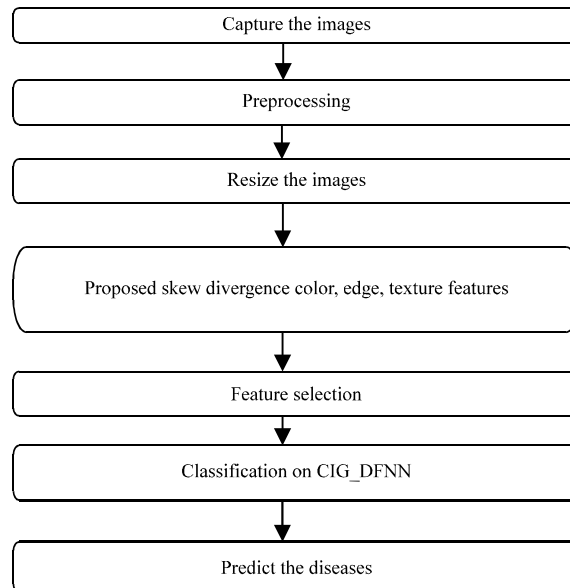 Capture the images
Preprocessing
Resize the images
Proposed skew divergence color, edge, texture features
Feature selection
Classification on CIG_DFNN
Predict the diseases